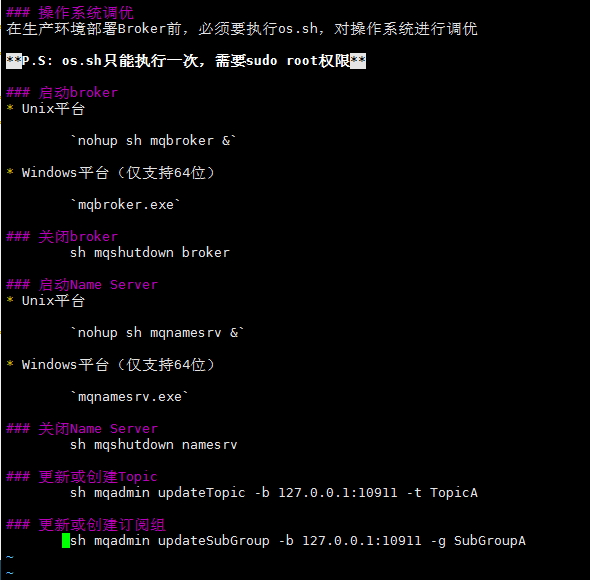 ### 操作系统调优
在生产环境部署Broker前，必须要执行os.sh，对操作系统进行调优
**P.S: os.sh只能执行一次，需要sudo root权限**
### 启动broker
* Unix平台
`nohup sh mqbroker &`
* Windows平台（仅支持64位）
`mqbroker.exe`
### 关闭broker
sh mqshutdown broker
### 启动Name Server
* Unix平台
`nohup sh mqnamesrv &`
* Windows平台（仅支持64位）
`mqnamesrv.exe`
### 关闭Name Server
sh mqshutdown namesrv
### 更新或创建Topic
sh mqadmin updateTopic -b 127.0.0.1:10911 -t TopicA
### 更新或创建订阅组
sh mqadmin updateSubGroup -b 127.0.0.1:10911 -g SubGroupA
~
~